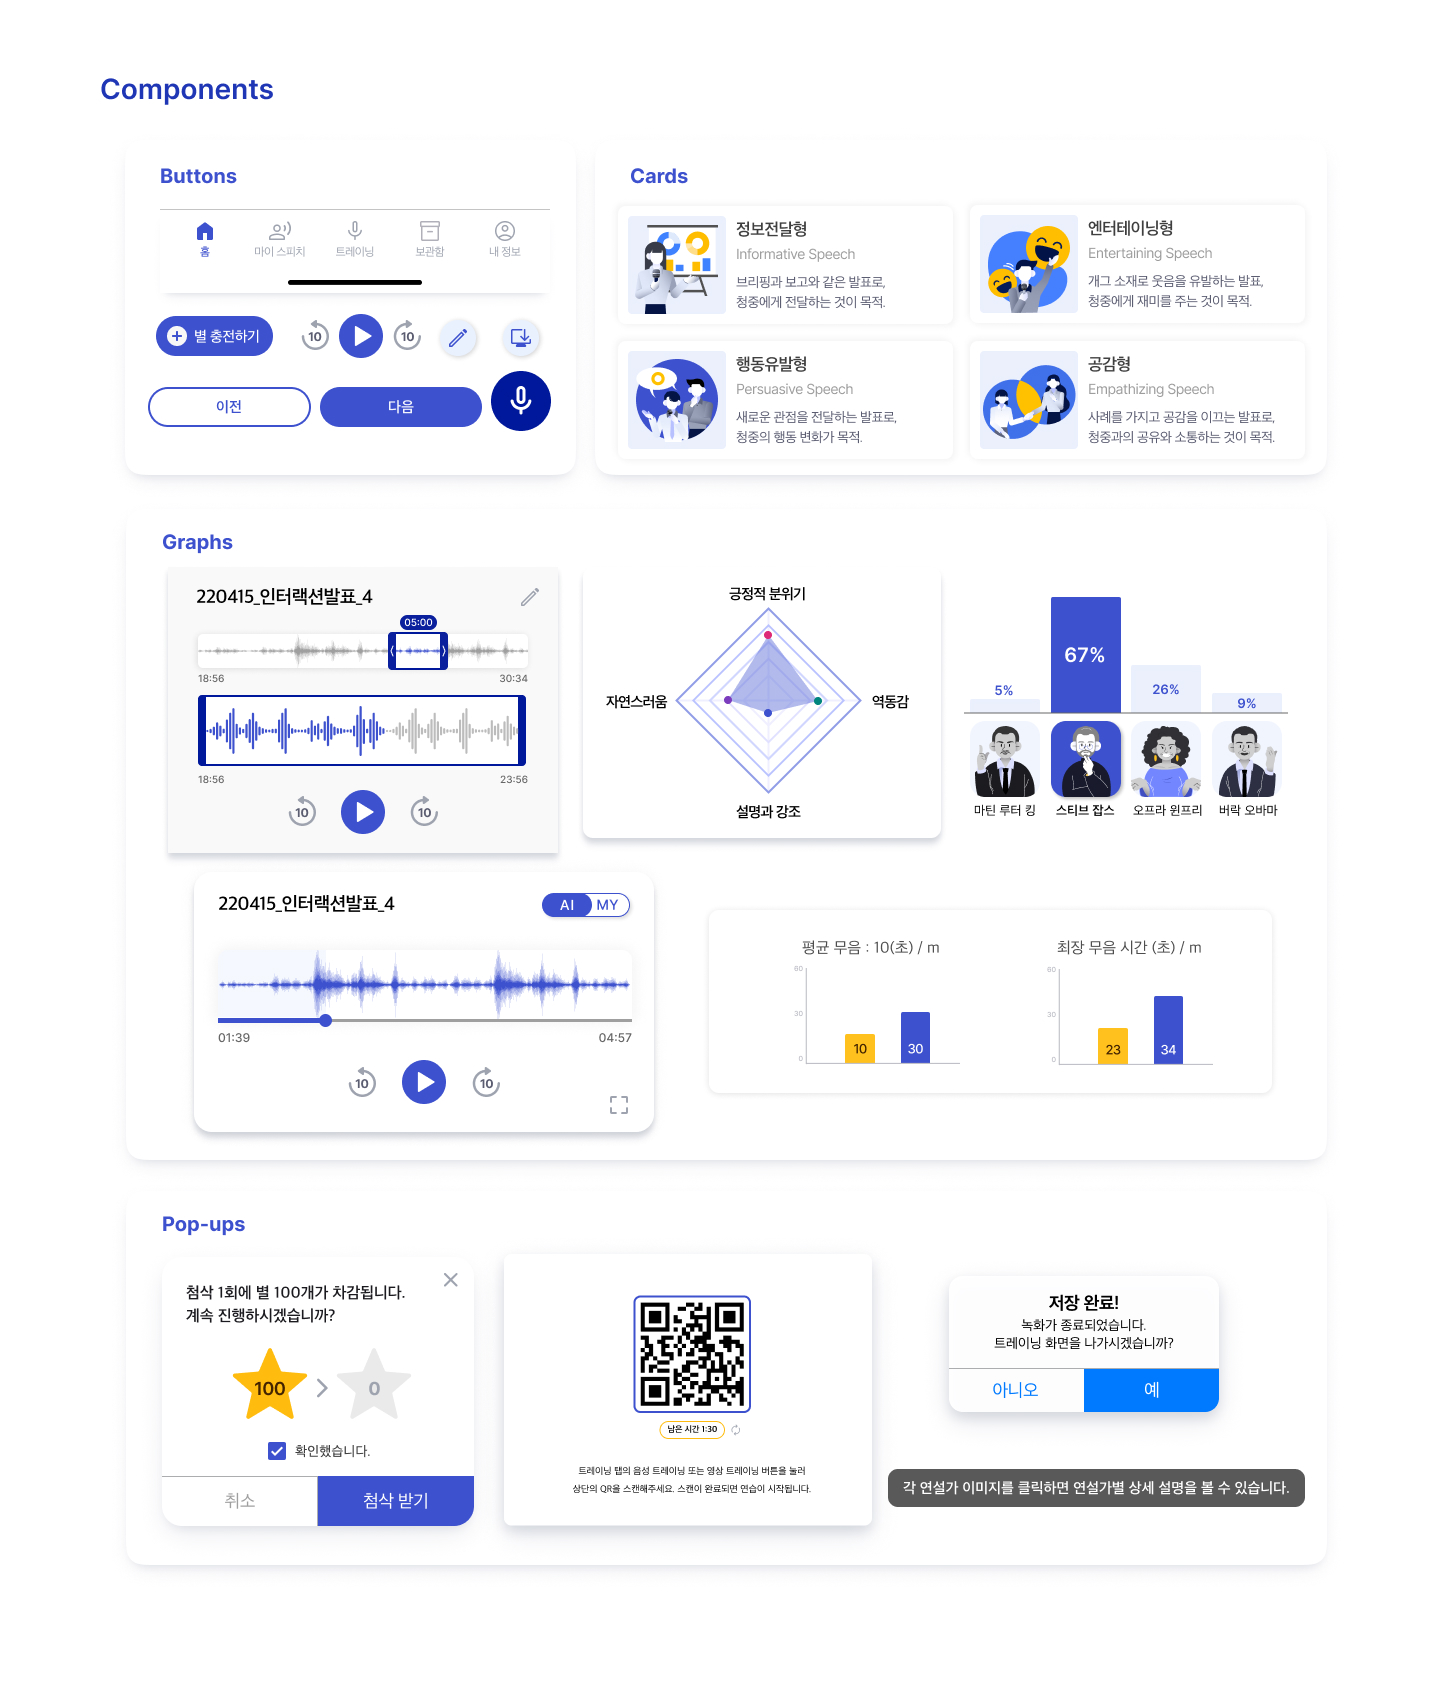 Components
Buttons
홈
마이 스피치
트레이닝
보관함
내 정보
별 충전하기
10
10
이전
다음
Cards
정보전달형
Informative Speech
브리핑과 보고와 같은 발표로,
청중에게 전달하는 것이 목적.
엔터테이닝형
Entertaining Speech
개그 소재로 웃음을 유발하는 발표,
청중에게 재미를 주는 것이 목적.
행동유발형
Persuasive Speech
새로운 관점을 전달하는 발표로,
청중의 행동 변화가 목적.
공감형
Empathizing Speech
사례를 가지고 공감을 이끄는 발표로,
청중과의 공유와 소통하는 것이 목적.
Graphs
220415_인터랙션발표_4
05:00
18:56
30:34
18:56
23:56
10
10
긍정적 분위기
자연스러움
역동감
설명과 강조
5%
67%
26%
9%
마틴 루터 킹
스티브 잡스
오프라 윈프리
버락 오바마
220415_인터랙션발표_4
AI
MY
01:39
04:57
10
10
평균 무음 : 10(초) / m
60
30
0
10
30
최장 무음 시간 (초) / m
60
30
0
23
34
Pop-ups
첨삭 1회에 별 100개가 차감됩니다.
계속 진행하시겠습니까?
100
0
확인했습니다.
취소
첨삭 받기
남은 시간 1:30
트레이닝 탭의 음성 트레이닝 또는 영상 트레이닝 버튼을 눌러
상단의 QR을 스캔해주세요. 스캔이 완료되면 연습이 시작됩니다.
저장 완료!
녹화가 종료되었습니다.
트레이닝 화면을 나가시겠습니까?
아니오
예
각 연설가 이미지를 클릭하면 연설가별 상세 설명을 볼 수 있습니다.